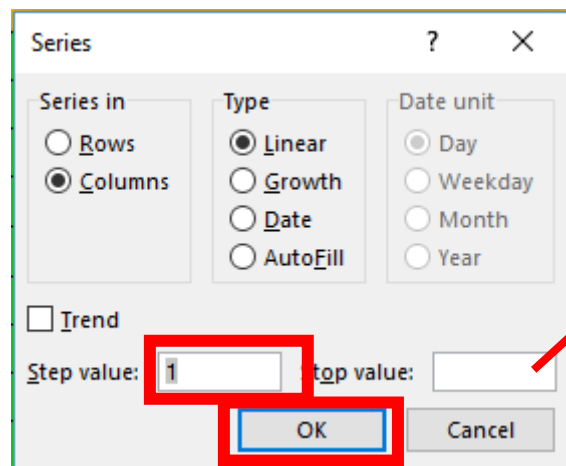 Series ?
Series in Type Date unit
Rows Linear Day
Columns Growth Weekday
Date Month
AutoFill Year
Trend
Step value: 1 Stop value:
OK Cancel